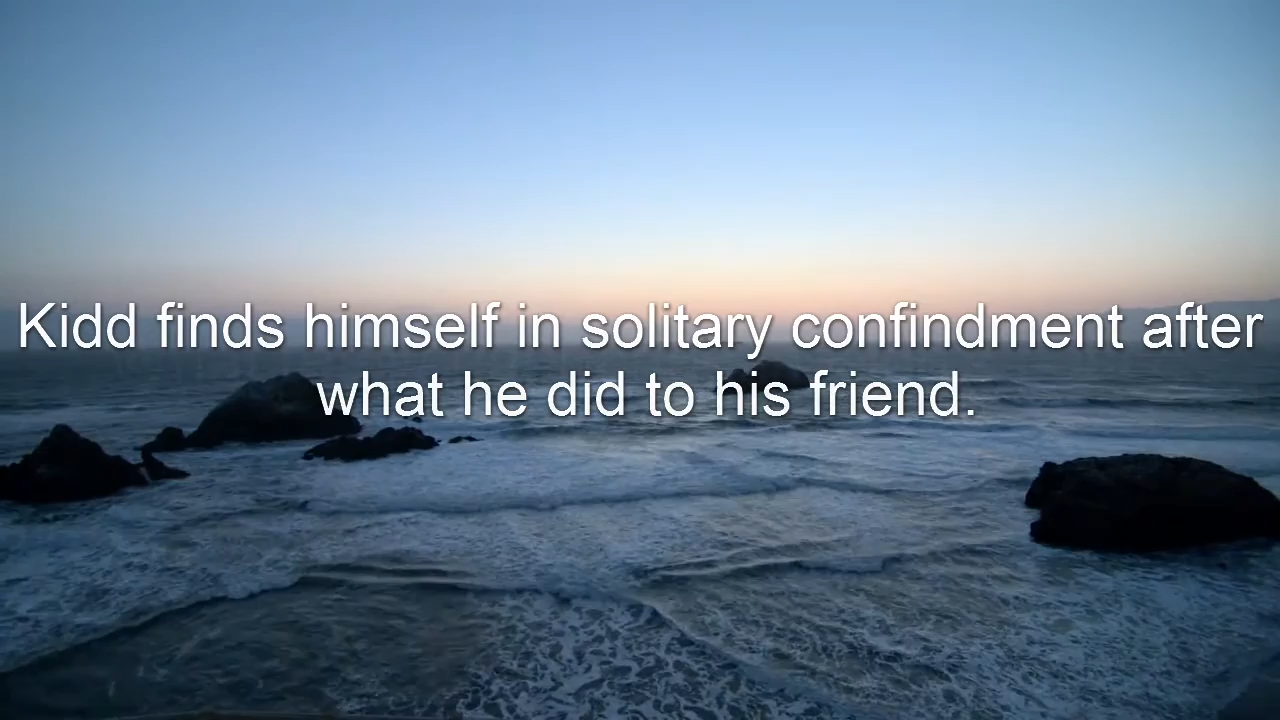 Kidd finds himself in solitary confindment after
what he did to his friend.